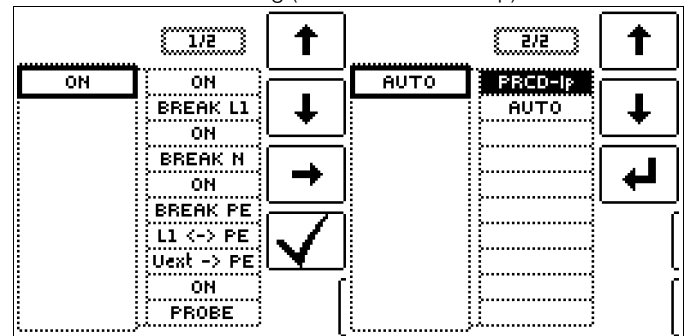 1/2
ON
ON
BREAK L1
ON
BREAK N
ON
BREAK PE
L1 <-> PE
Uext -> PE
ON
PROBE
2/2
AUTO
PRCD-Ip
AUTO